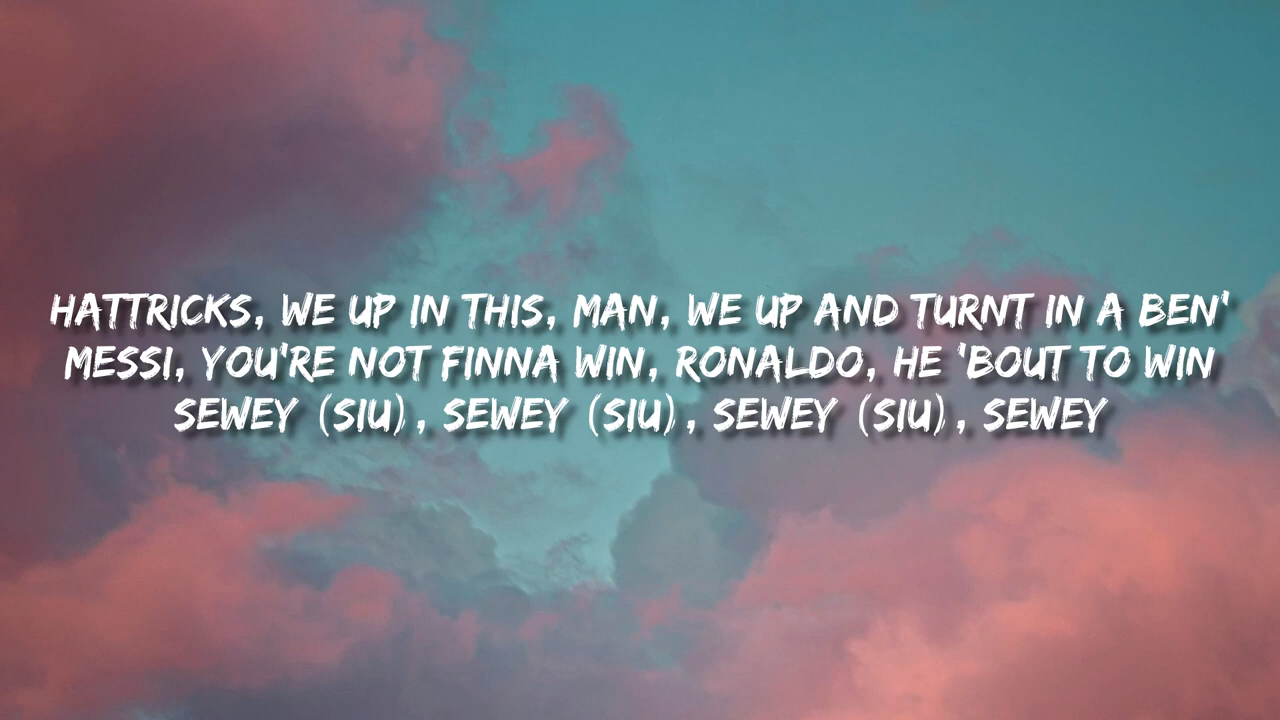 HATTRICKS, WE UP IN THIS, MAN, WE UP AND TURNT IN A BEN'
MESSI, YOU'RE NOT FINNA WIN, RONALDO, HE 'BOUT TO WIN
SEWEY (SIU), SEWEY (SIU), SEWEY (SIU), SEWEY